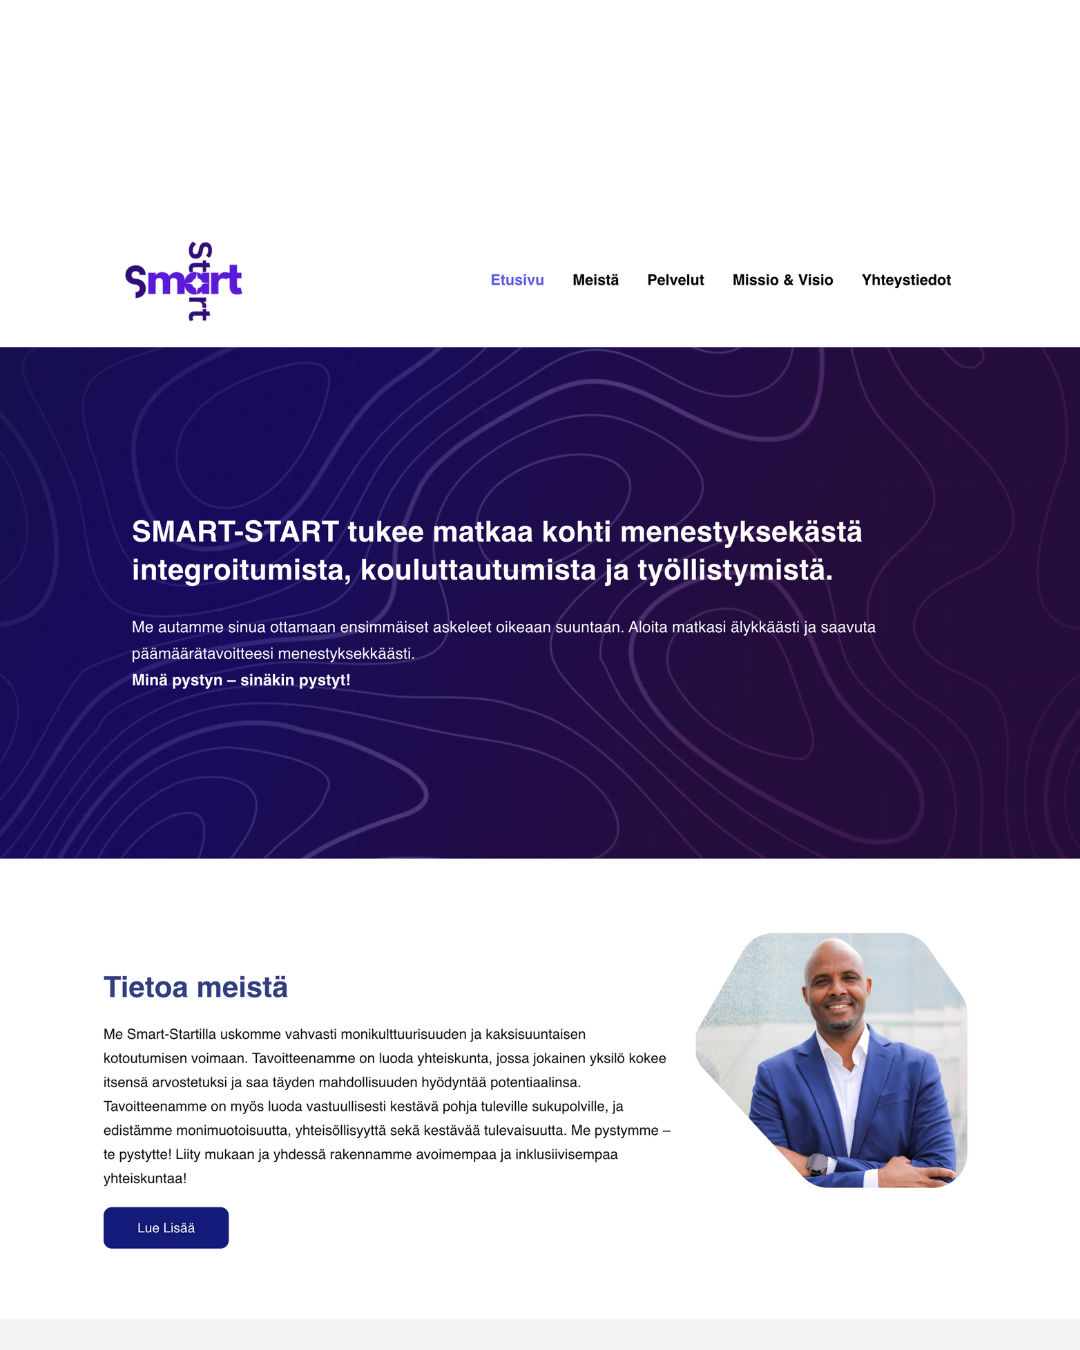 Smart
Start
Etusivu Meistä Pelvelut Missio & Visio Yhteystiedot
SMART-START tukee matkaa kohti menestyksekästä
integroitumista, kouluttautumista ja työllistymistä.
Me autamme sinua ottamaan ensimmäiset askeleet oikeaan suuntaan. Aloita matkasi älykkäästi ja saavuta
päämäärätavoitteesi menestyksekkäästi.
Minä pystyn – sinäkin pystyt!
Tietoa meistä
Me Smart-Startilla uskomme vahvasti monikulttuurisuuden ja kaksisuuntaisen
kotoutumisen voimaan. Tavoitteenamme on luoda yhteiskunta, jossa jokainen yksilö kokee
itsensä arvostetuksi ja saa täyden mahdollisuuden hyödyntää potentiaalinsa.
Tavoitteenamme on myös luoda vastuullisesti kestävä pohja tuleville sukupolville, ja
edistämme monimuotoisuutta, yhteisöllisyyttä sekä kestävää tulevaisuutta. Me pystymme –
te pystytte! Liity mukaan ja yhdessä rakennamme avoimempaa ja inklusiivisempaa
yhteiskuntaa!
Lue Lisää